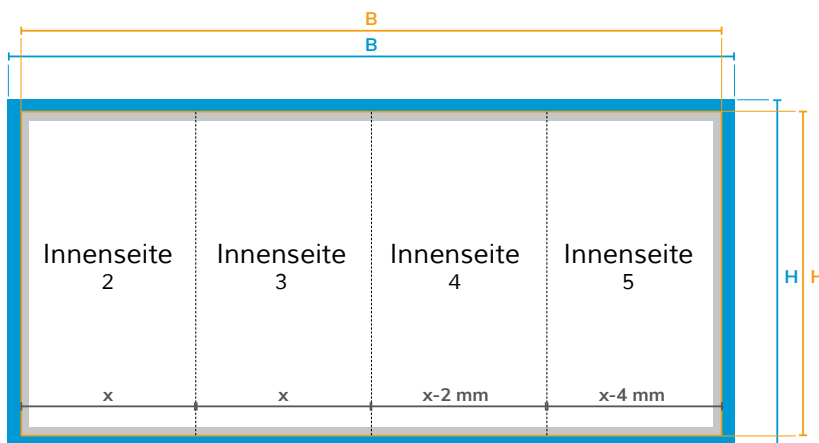 B
B
Innenseite Innenseite Innenseite Innenseite
2 3 4 5
H H
x x x-2 mm x-4 mm